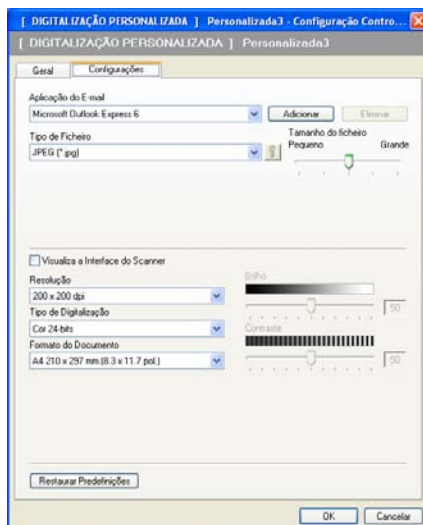 [ DIGITALIZAÇÃO PERSONALIZADA ] Personalizada3 - Configuração Contro...
[ DIGITALIZAÇÃO PERSONALIZADA ] Personalizada3
Geral Configurações
Aplicação do E-mail
Microsoft Outlook Express 6 Adicionar Eliminar
Tipo de Ficheiro Tamanho do ficheiro
JPEG (*.jpg) Pequeno Grande
Visualiza a Interface do Scanner
Resolução Brilho
200 x 200 dpi 50
Tipo de Digitalização
Cor 24-bits Contraste
Formato do Documento
A4 210 x 297 mm (8.3 x 11.7 pol.) 50
Restaurar Predefinições
OK Cancelar